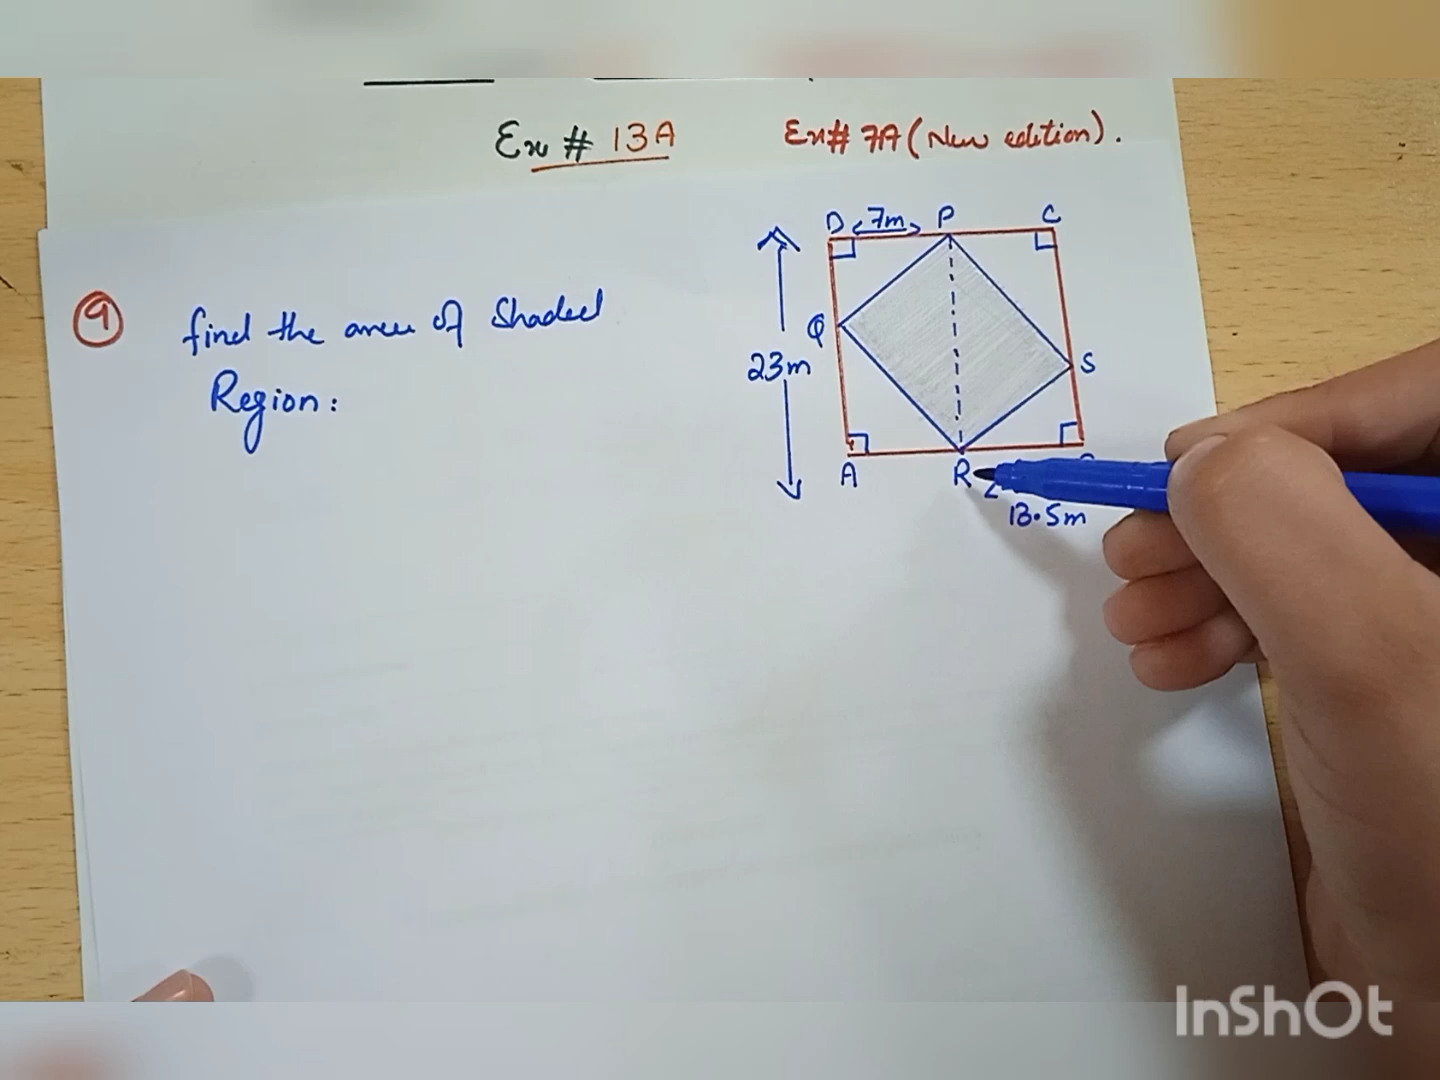 Ex # 13A
Ex# 7A (New edition).
D
7m
P
C
9
find the area of Shaded
Region:
Q
23m
S
A
R
13.5m
InShOt